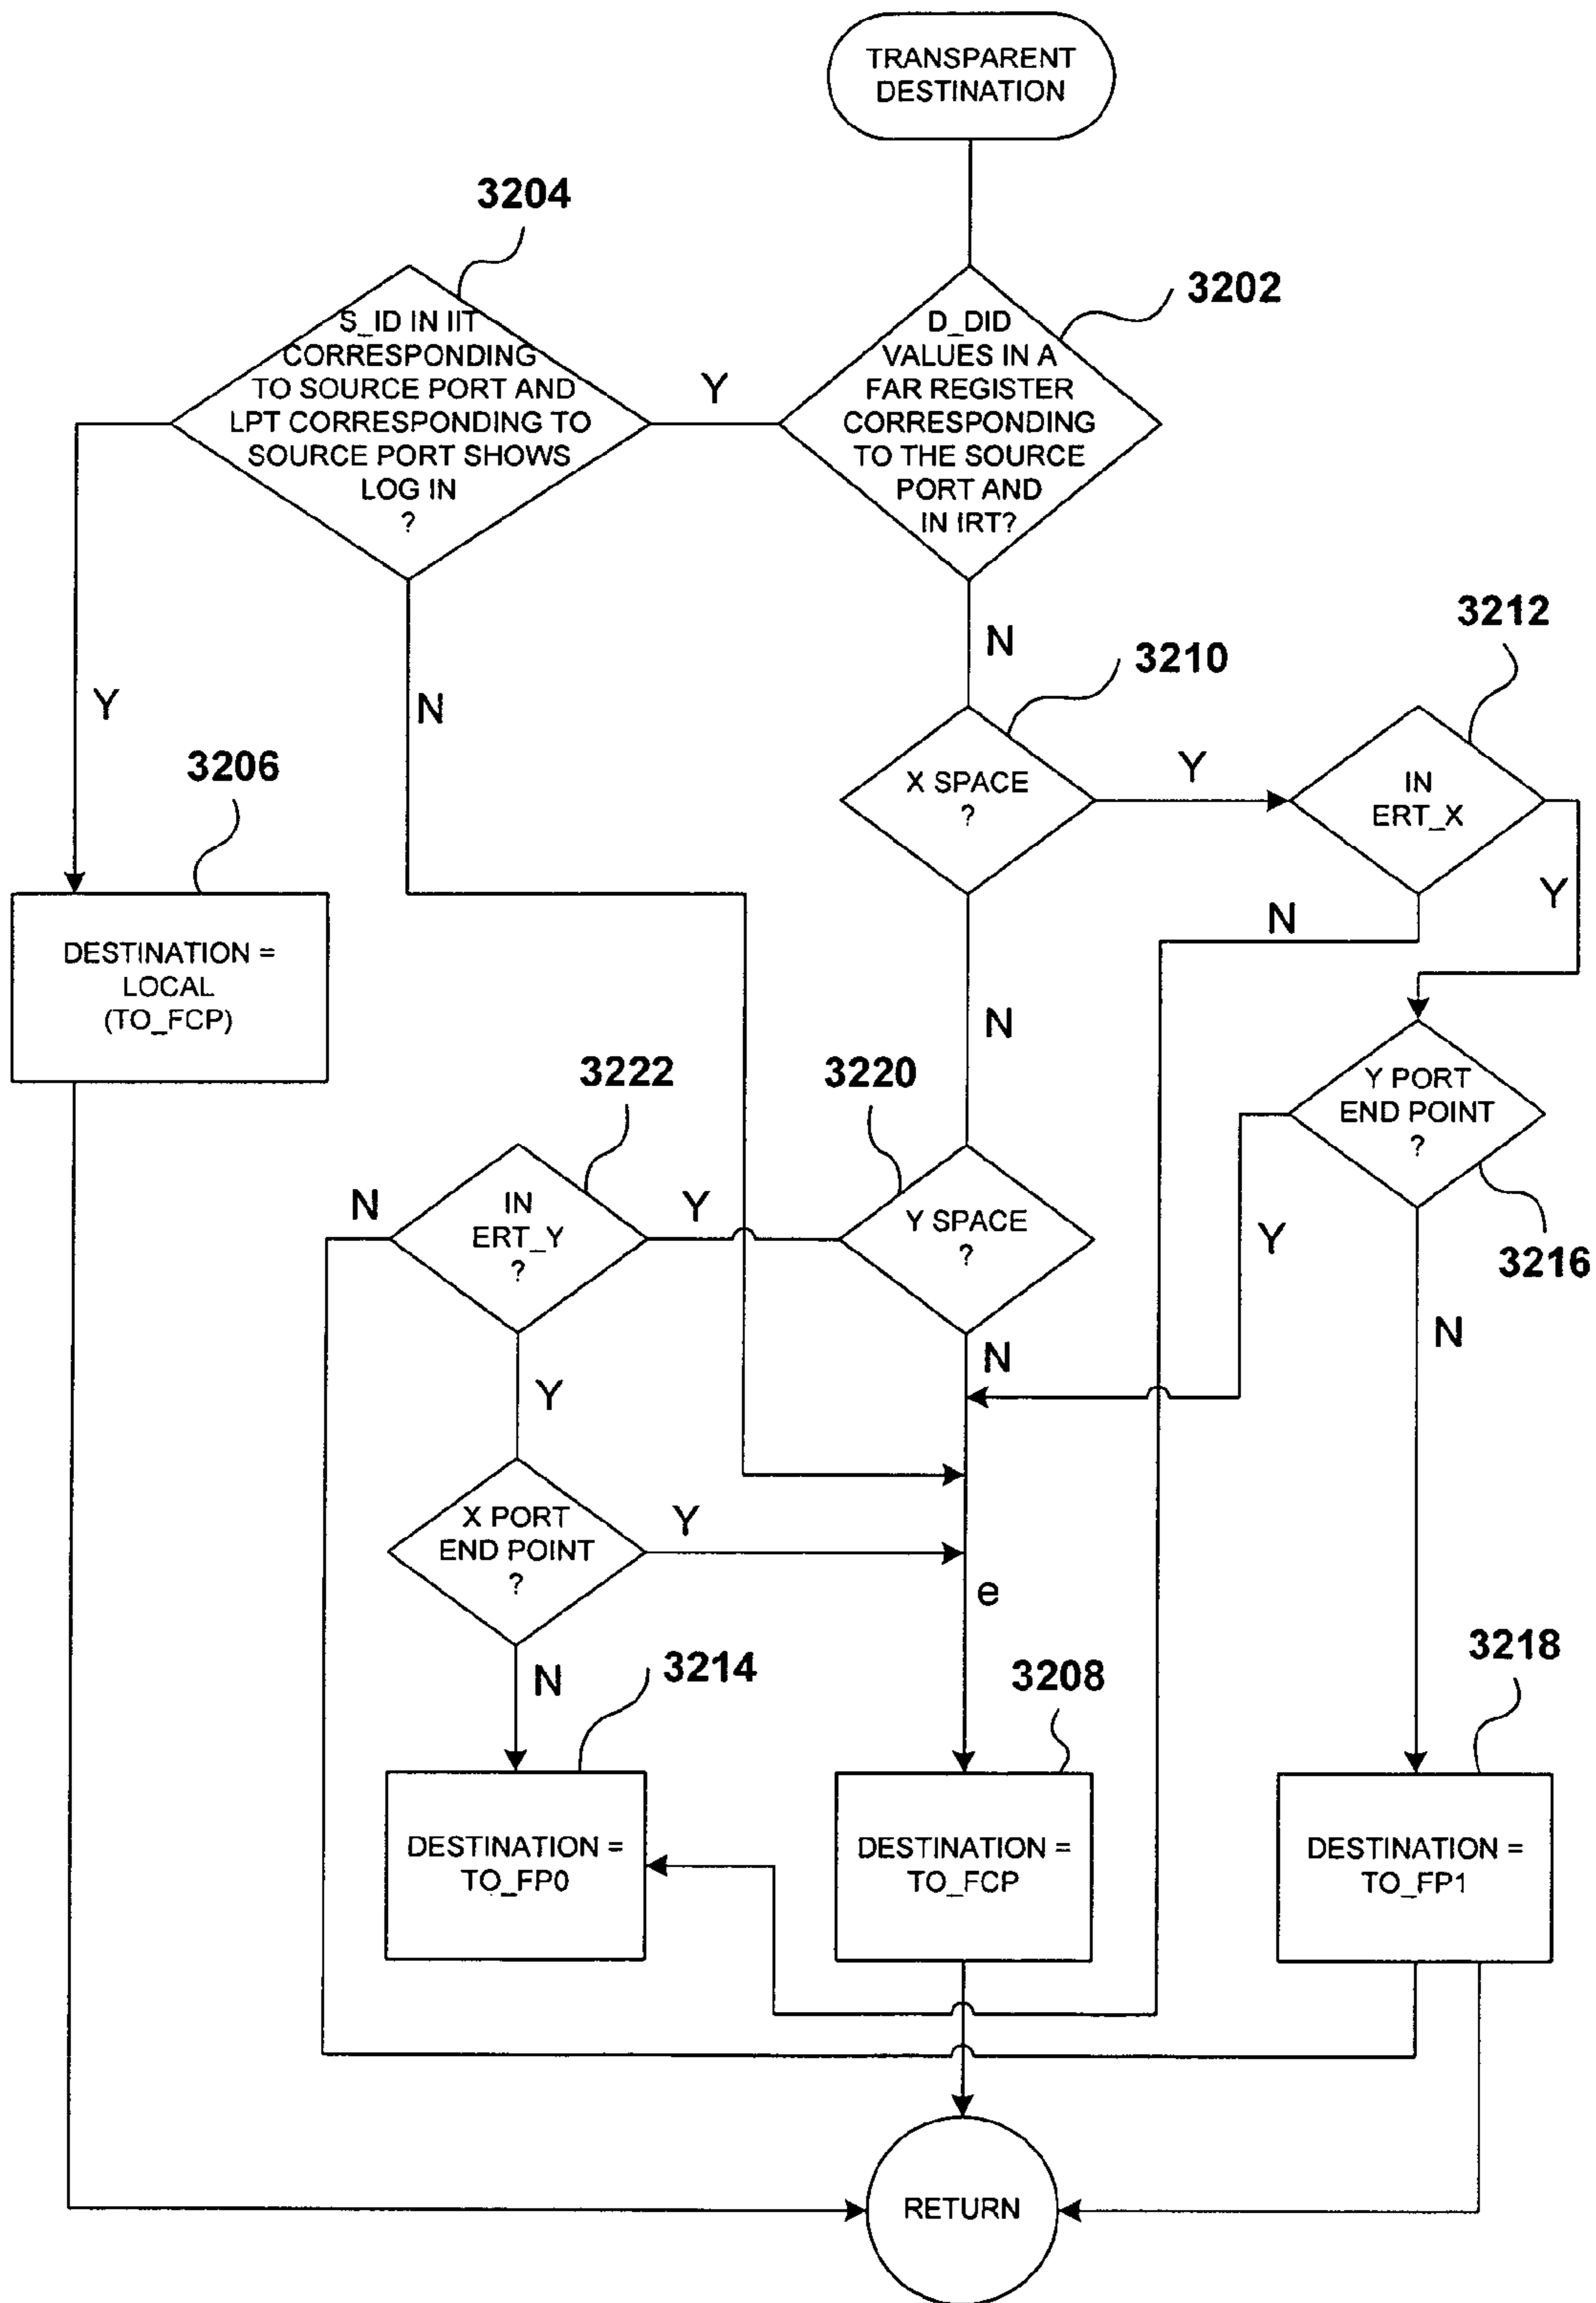 TRANSPARENT
DESTINATION
3204
3202
S_ID IN IIT
CORRESPONDING
TO SOURCE PORT AND
LPT CORRESPONDING TO
SOURCE PORT SHOWS
LOG IN
?
Y
D_DID
VALUES IN A
FAR REGISTER
CORRESPONDING
TO THE SOURCE
PORT AND
IN IRT?
N
3210
3212
Y
N
3206
X SPACE
?
Y
IN
ERT_X
Y
N
DESTINATION =
LOCAL
(TO_FCP)
N
3222
3220
Y PORT
END POINT
?
3216
N
IN
ERT_Y
?
Y
Y SPACE
?
Y
N
N
Y
X PORT
END POINT
?
Y
e
N
3214
3208
3218
DESTINATION =
TO_FP0
DESTINATION =
TO_FCP
DESTINATION =
TO_FP1
RETURN